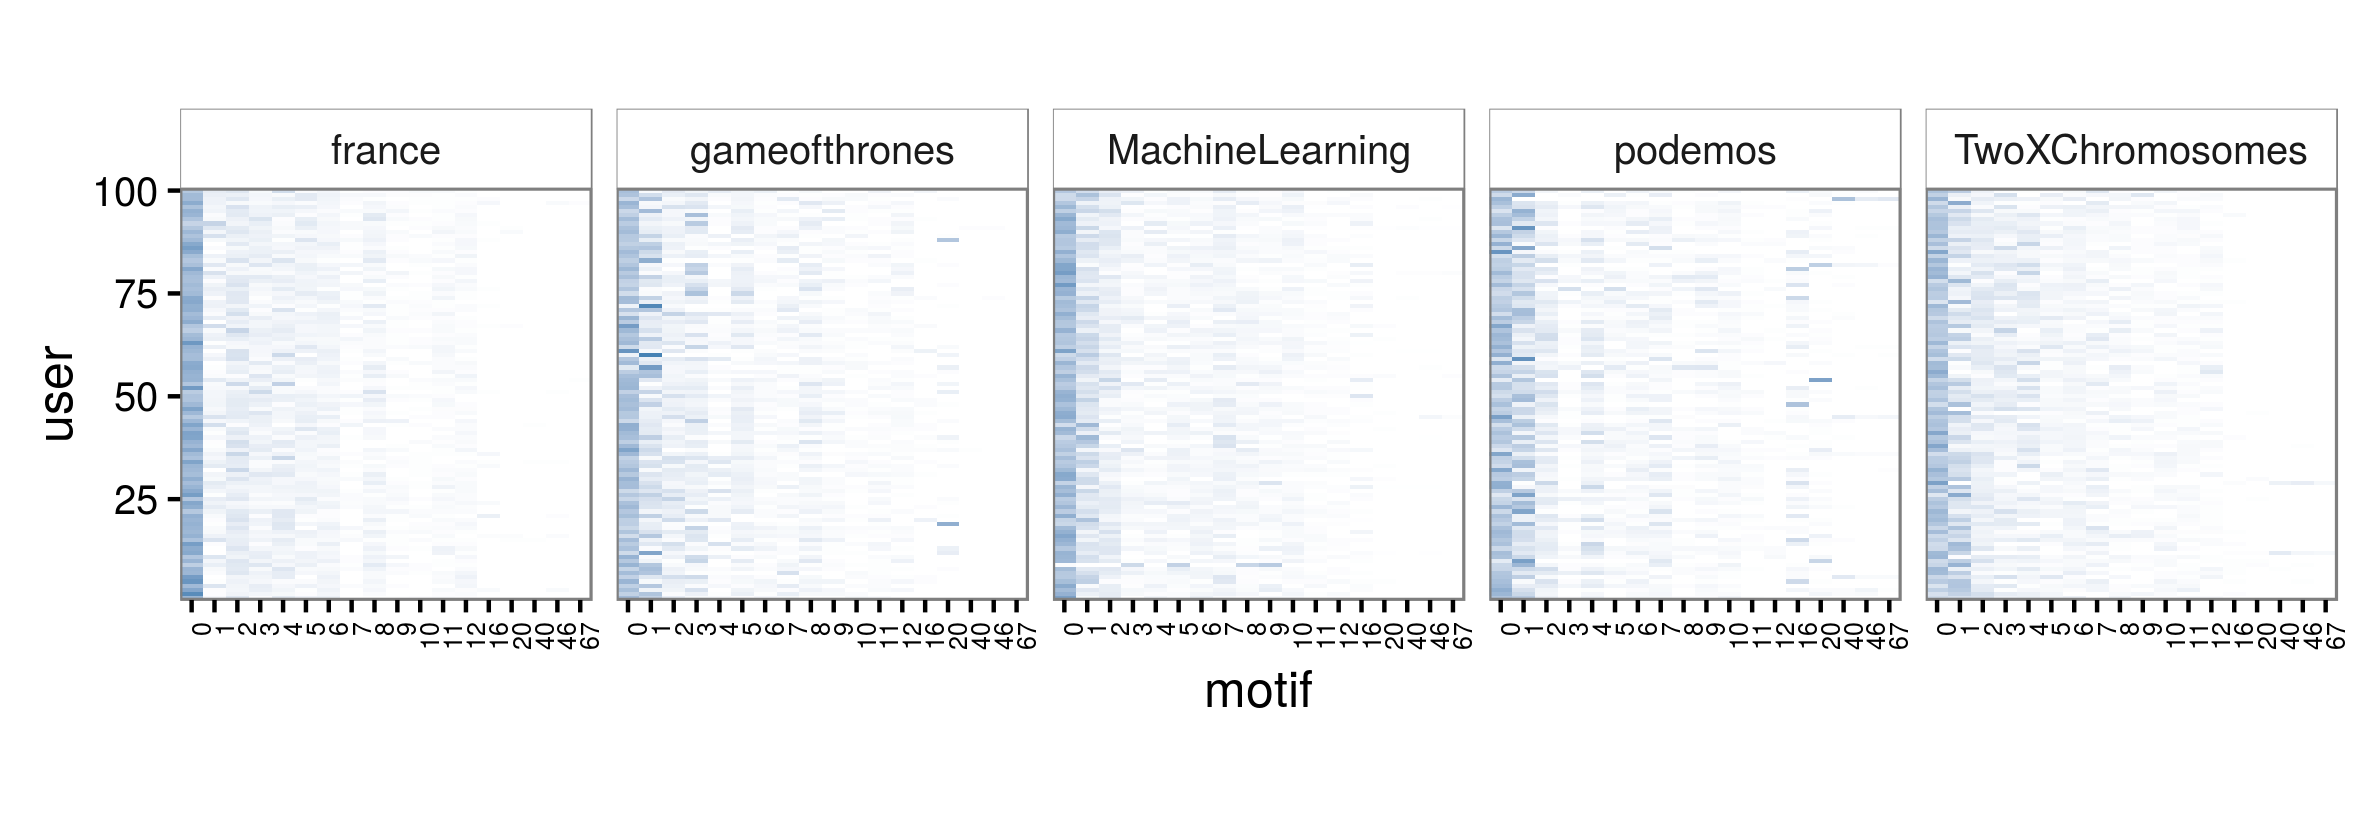 france gameofthrones MachineLearning podemos TwoXChromosomes
100
75
50
25
user
0 1 2 3 4 5 6 7 8 9 10 11 12 16 20 40 46 67 0 1 2 3 4 5 6 7 8 9 10 11 12 16 20 40 46 67 0 1 2 3 4 5 6 7 8 9 10 11 12 16 20 40 46 67 0 1 2 3 4 5 6 7 8 9 10 11 12 16 20 40 46 67 0 1 2 3 4 5 6 7 8 9 10 11 12 16 20 40 46 67
motif